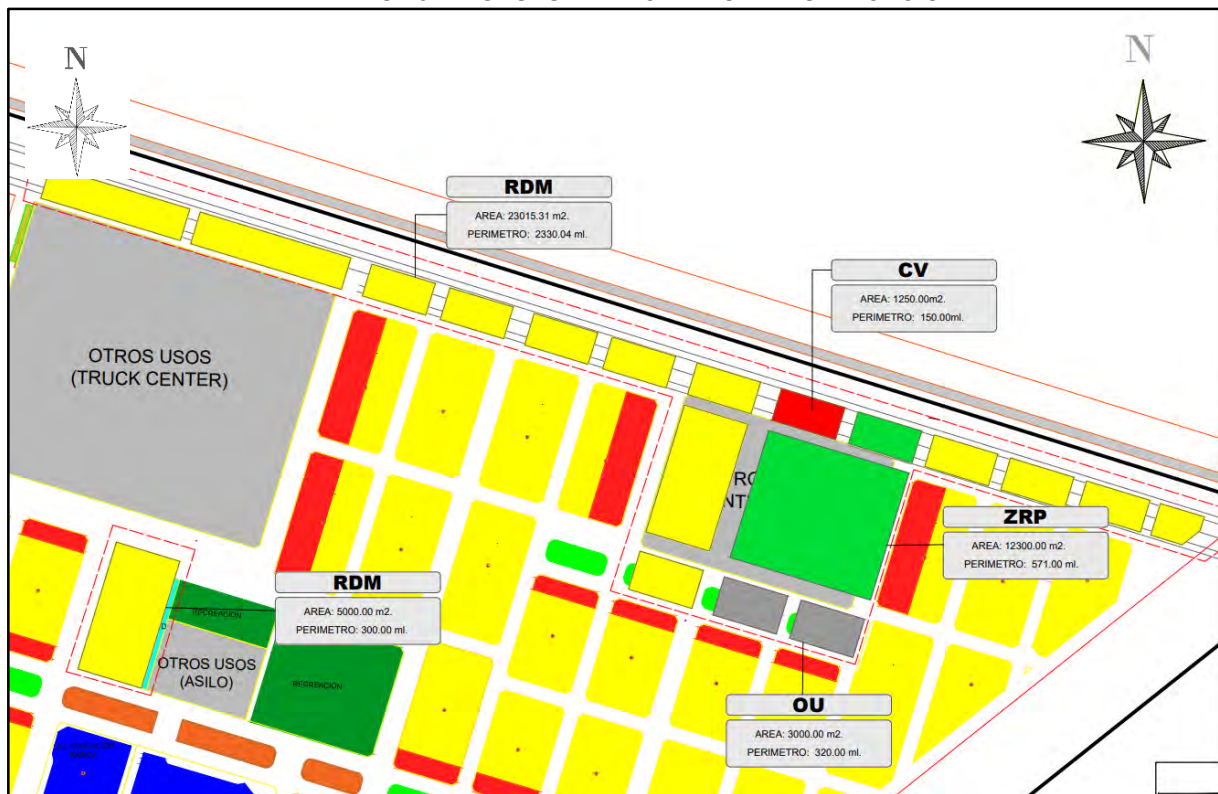 N
N
RDM
AREA: 23015.31 m2.
PERIMETRO: 2330.04 ml.
CV
AREA: 1250.00m2.
PERIMETRO: 150.00ml.
OTROS USOS
(TRUCK CENTER)
ZRP
AREA: 12300.00 m2.
PERIMETRO: 571.00 ml.
RDM
AREA: 5000.00 m2.
PERIMETRO: 300.00 ml.
RECREACION
OTROS USOS
(ASILO)
RECREACION
OU
AREA: 3000.00 m2.
PERIMETRO: 320.00 ml.